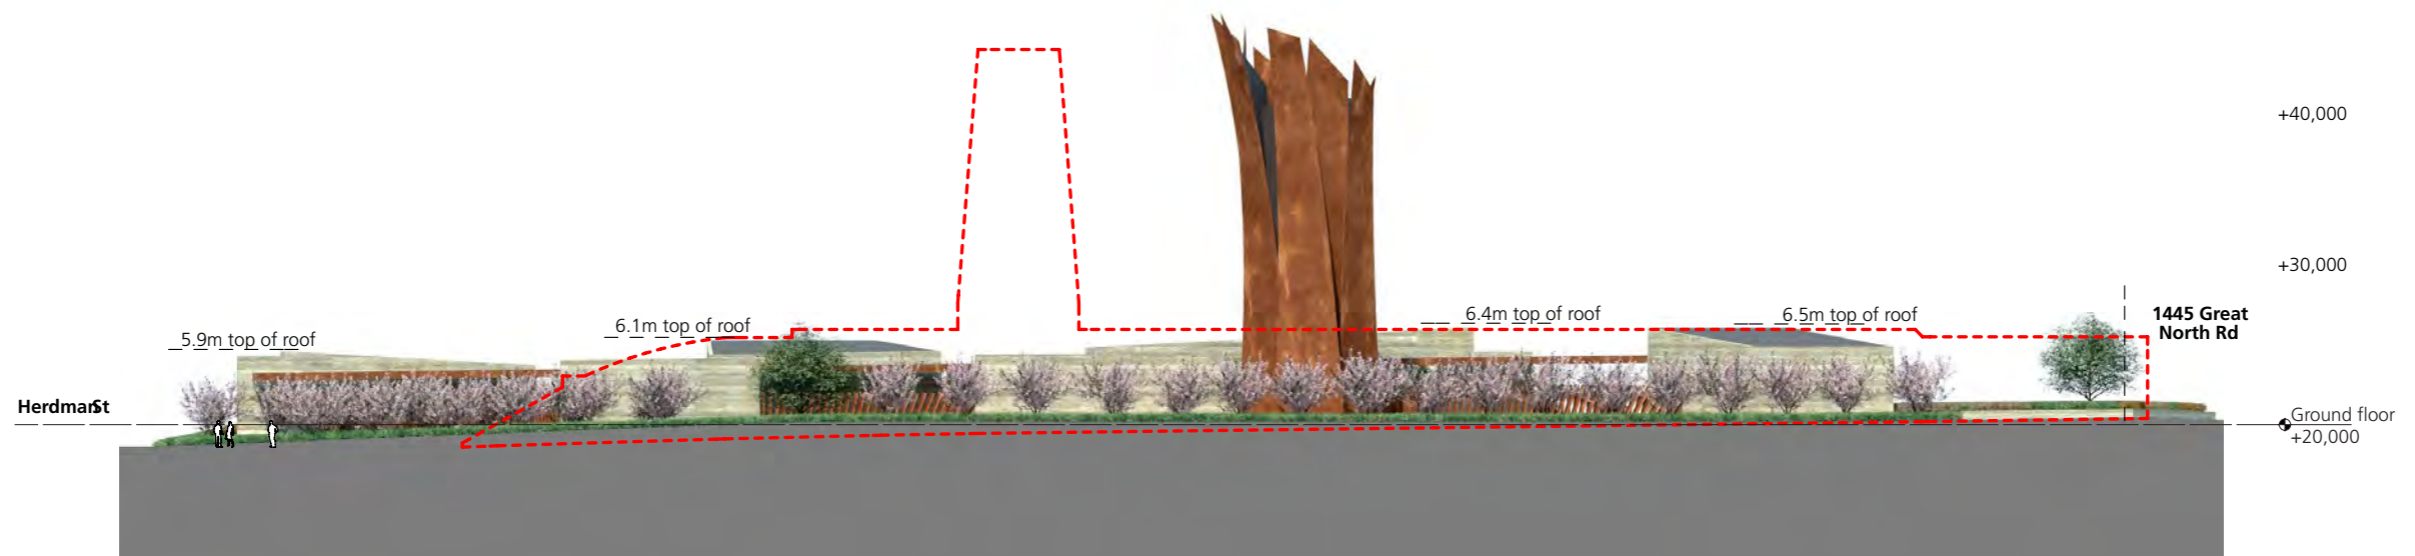 +40,000
+30,000
5.9m top of roof
6.1m top of roof
6.4m top of roof
6.5m top of roof
1445 Great
North Rd
Herdman St
Ground floor
+20,000